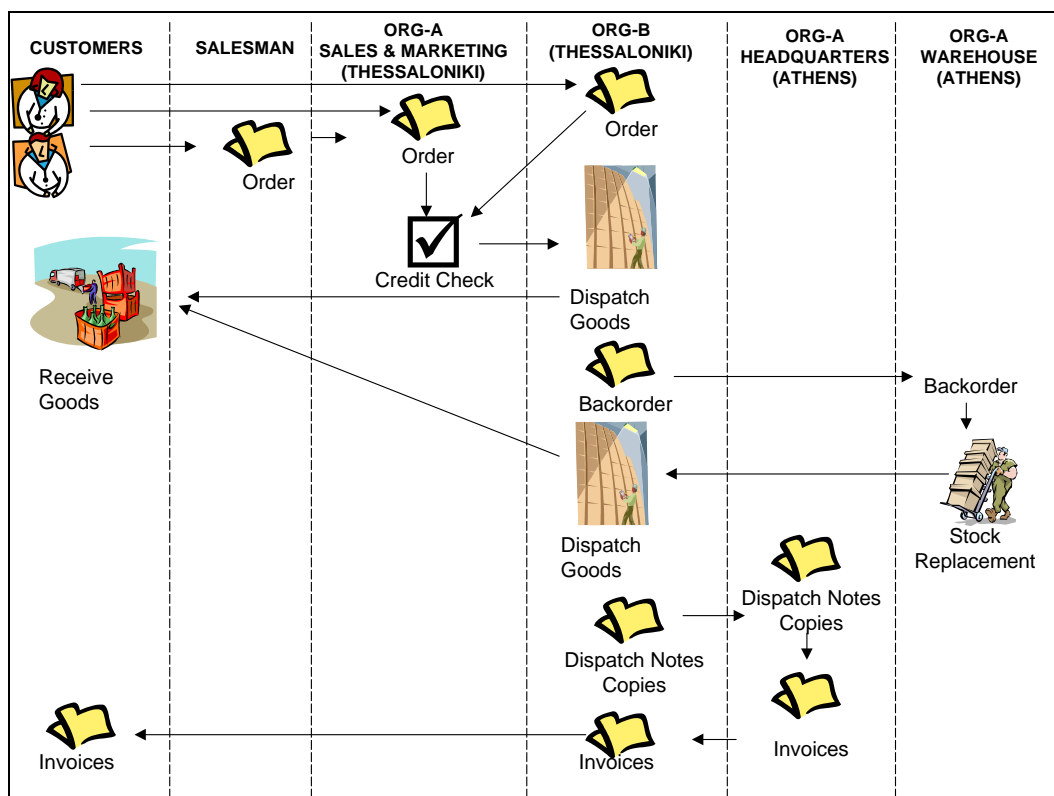 CUSTOMERS
SALESMAN
ORG-A
SALES & MARKETING
(THESSALONIKI)
ORG-B
(THESSALONIKI)
ORG-A
HEADQUARTERS
(ATHENS)
ORG-A
WAREHOUSE
(ATHENS)
Order
Order
Order
Credit Check
Dispatch
Goods
Receive
Goods
Backorder
Backorder
Dispatch
Goods
Stock
Replacement
Dispatch Notes
Copies
Dispatch Notes
Copies
Invoices
Invoices
Invoices